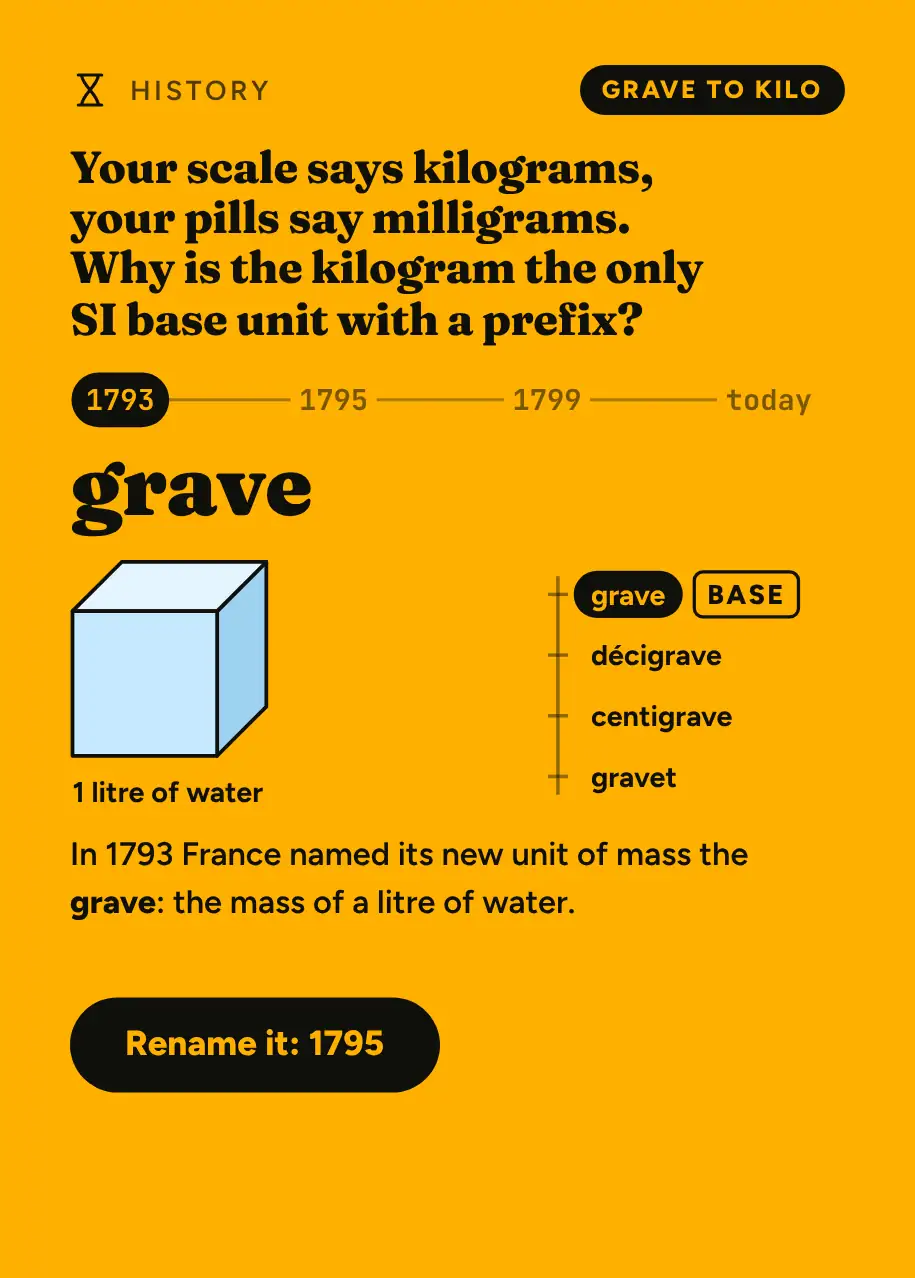 HISTORY
GRAVE TO KILO
Your scale says kilograms,
your pills say milligrams.
Why is the kilogram the only
SI base unit with a prefix?
1793 1795 1799 today
grave
grave BASE
décigrave
centigrave
gravet
1 litre of water
In 1793 France named its new unit of mass the
grave: the mass of a litre of water.
Rename it: 1795